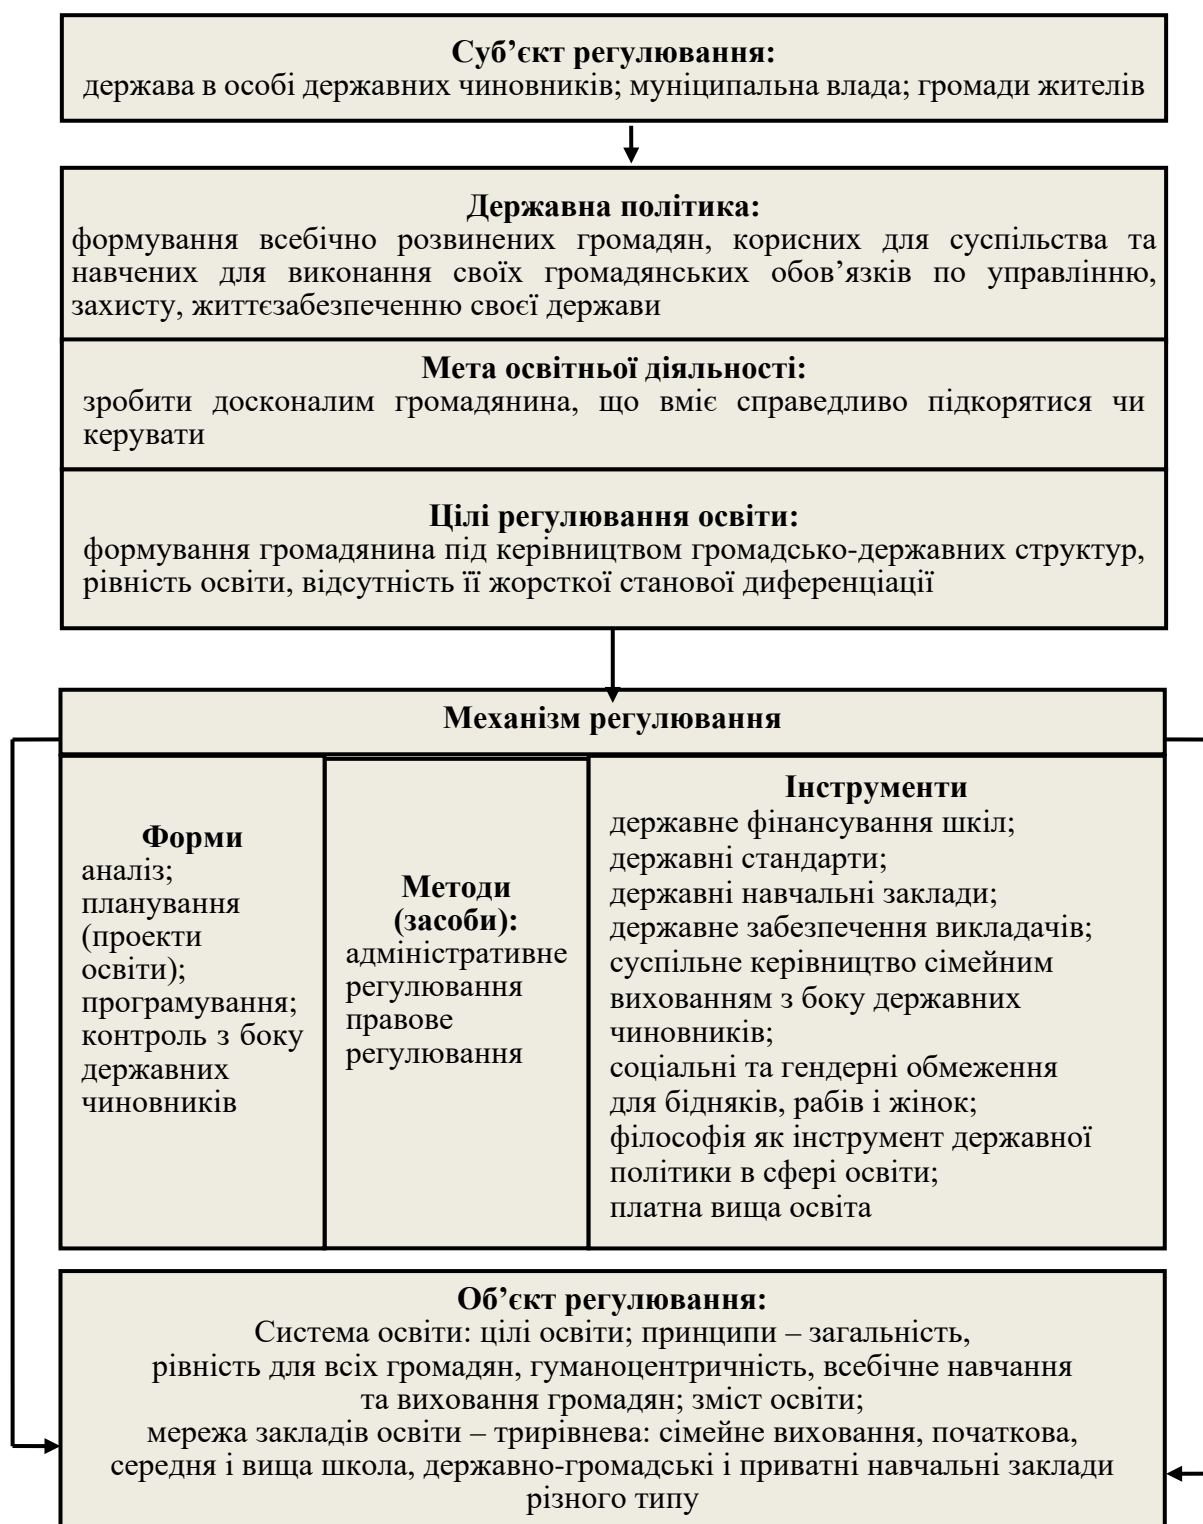 Суб’єкт регулювання:
держава в особі державних чиновників; муніципальна влада; громади жителів
Державна політика:
формування всебічно розвинених громадян, корисних для суспільства та
навчених для виконання своїх громадянських обов’язків по управлінню,
захисту, життєзабезпеченню своєї держави
Мета освітньої діяльності:
зробити досконалим громадянина, що вміє справедливо підкорятися чи
керувати
Цілі регулювання освіти:
формування громадянина під керівництвом громадсько-державних структур,
рівність освіти, відсутність її жорсткої станової диференціації
Механізм регулювання
Форми
аналіз;
планування
(проекти
освіти);
програмування;
контроль з боку
державних
чиновників
Методи
(засоби):
адміністративне
регулювання
правове
регулювання
Інструменти
державне фінансування шкіл;
державні стандарти;
державні навчальні заклади;
державне забезпечення викладачів;
суспільне керівництво сімейним
вихованням з боку державних
чиновників;
соціальні та гендерні обмеження
для бідняків, рабів і жінок;
філософія як інструмент державної
політики в сфері освіти;
платна вища освіта
Об’єкт регулювання:
Система освіти: цілі освіти; принципи – загальність,
рівність для всіх громадян, гуманоцентричність, всебічне навчання
та виховання громадян; зміст освіти;
мережа закладів освіти – трирівнева: сімейне виховання, початкова,
середня і вища школа, державно-громадські і приватні навчальні заклади
різного типу